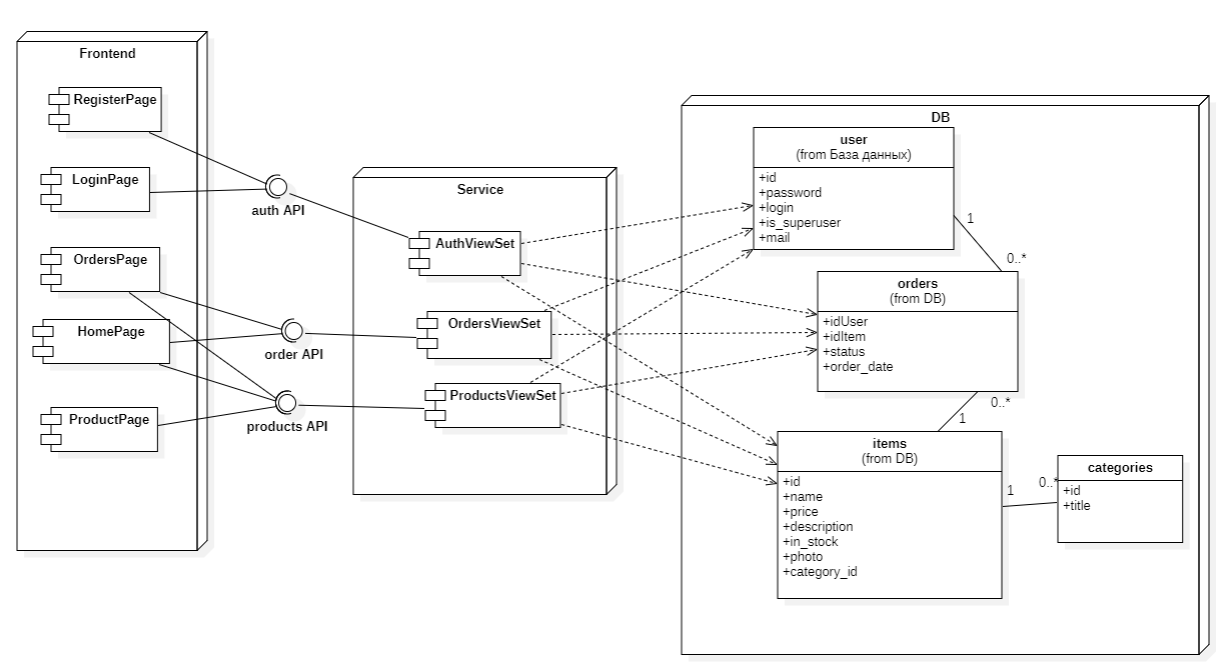 Frontend
RegisterPage
LoginPage
OrdersPage
HomePage
ProductPage
auth API
order API
products API
Service
AuthViewSet
OrdersViewSet
ProductsViewSet
DB
user
(from База данных)
+id
+password
+login
+is_superuser
+mail
1
0..*
orders
(from DB)
+idUser
+idItem
+status
+order_date
0..*
1
items
(from DB)
+id
+name
+price
+description
+in_stock
+photo
+category_id
1
0..*
categories
+id
+title